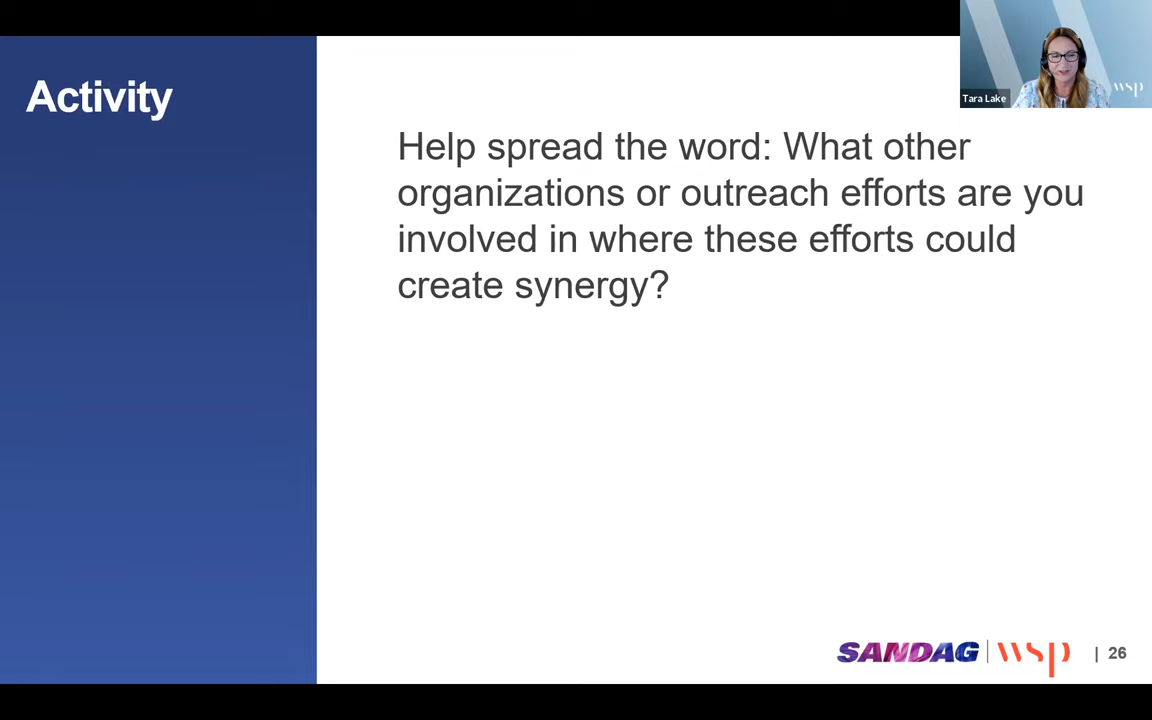 Activity
wsp
Tara Lake
Help spread the word: What other
organizations or outreach efforts are you
involved in where these efforts could
create synergy?
SANDAG | wsp | 26